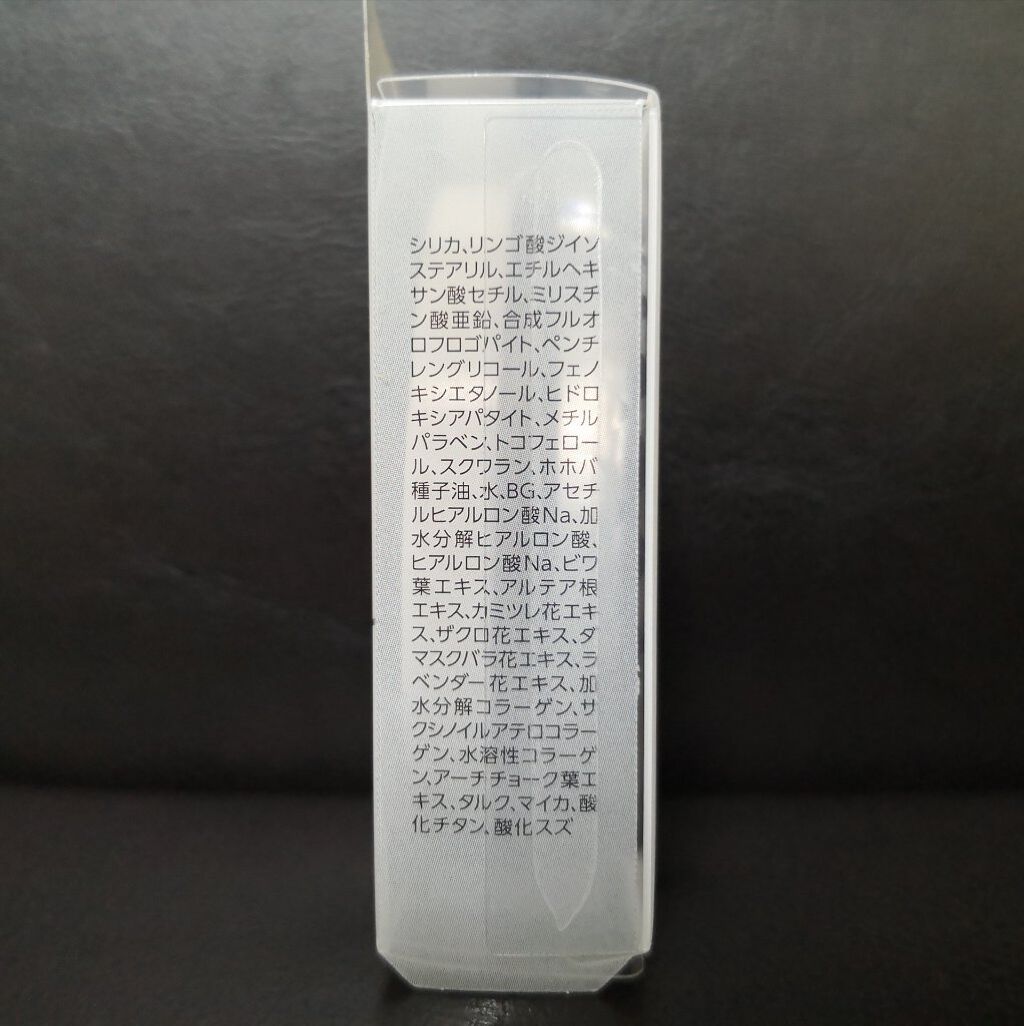 シリカ、リンゴ酸ジイソ
ステアリル、エチルヘキ
サン酸セチル、ミリスチ
ン酸亜鉛、合成フルオ
ロフロゴパイト、ペンチ
レングリコール、フェノ
キシエタノール、ヒドロ
キシアパタイト、メチル
パラベン、トコフェロー
ル、スクワラン、ホホバ
種子油、水、BG、アセチ
ルヒアルロン酸Na、加
水分解ヒアルロン酸、
ヒアルロン酸Na、ビワ
葉エキス、アルテア根
エキス、カミツレ花エキ
ス、ザクロ花エキス、ダ
マスクバラ花エキス、ラ
ベンダー花エキス、加
水分解コラーゲン、サ
クシノイルアテロコラー
ゲン、水溶性コラーゲ
ン、アーチチョーク葉エ
キス、タルク、マイカ、酸
化チタン、酸化スズ